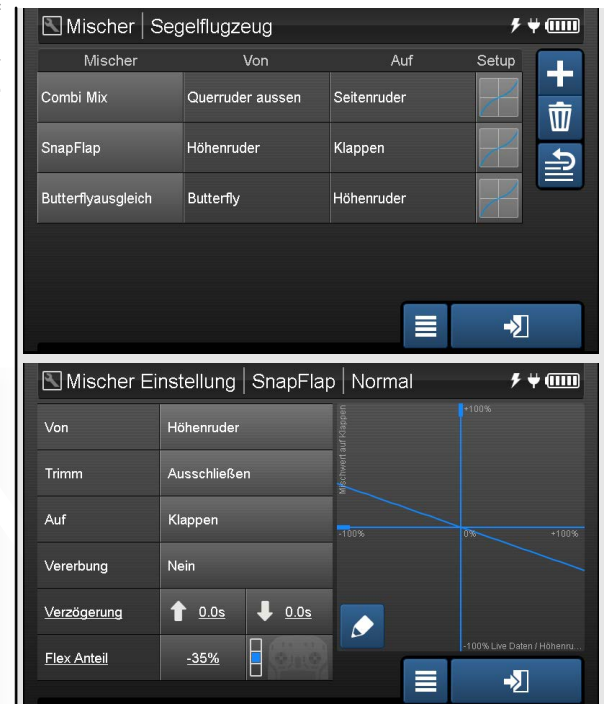 Mischer | Segelflugzeug
Mischer Von Auf Setup
Combi Mix Querruder aussen Seitenruder
SnapFlap Höhenruder Klappen
Butterflyausgleich Butterfly Höhenruder
Mischer Einstellung | SnapFlap | Normal
Von Höhenruder
Trimm Ausschließen
Auf Klappen
Vererbung Nein
Verzögerung 0.0s 0.0s
Flex Anteil -35%
Mischwert auf Klappen
+100%
-100% 0% +100%
-100% Live Daten / Höhenru...